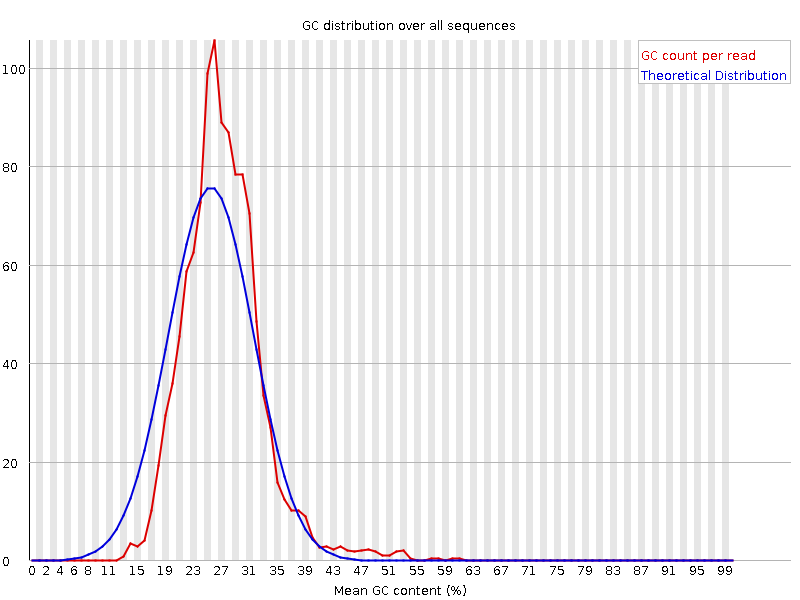 GC distribution over all sequences
GC count per read
Theoretical Distribution
100
80
60
40
20
0
0 2 4 6 8 11 15 19 23 27 31 35 39 43 47 51 55 59 63 67 71 75 79 83 87 91 95 99
Mean GC content (%)